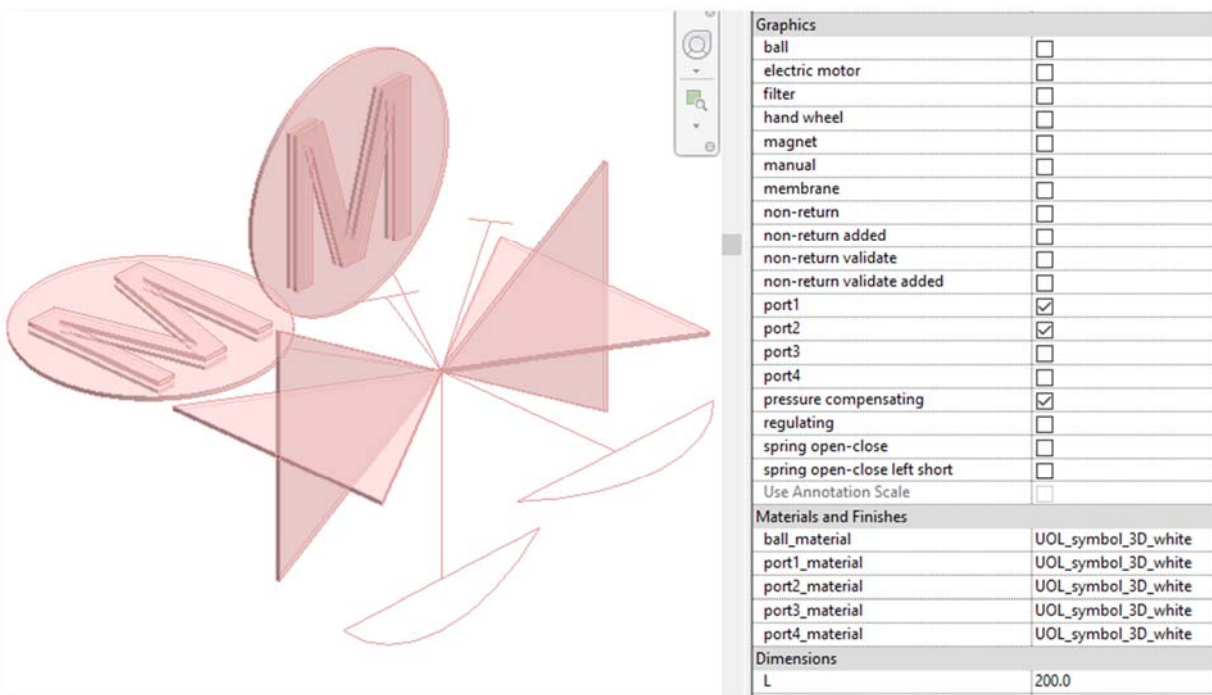 M
M
Graphics
ball
electric motor
filter
hand wheel
magnet
manual
membrane
non-return
non-return added
non-return validate
non-return validate added
port1
port2
port3
port4
pressure compensating
regulating
spring open-close
spring open-close left short
Use Annotation Scale
Materials and Finishes
ball_material UOL_symbol_3D_white
port1_material UOL_symbol_3D_white
port2_material UOL_symbol_3D_white
port3_material UOL_symbol_3D_white
port4_material UOL_symbol_3D_white
Dimensions
L 200.0